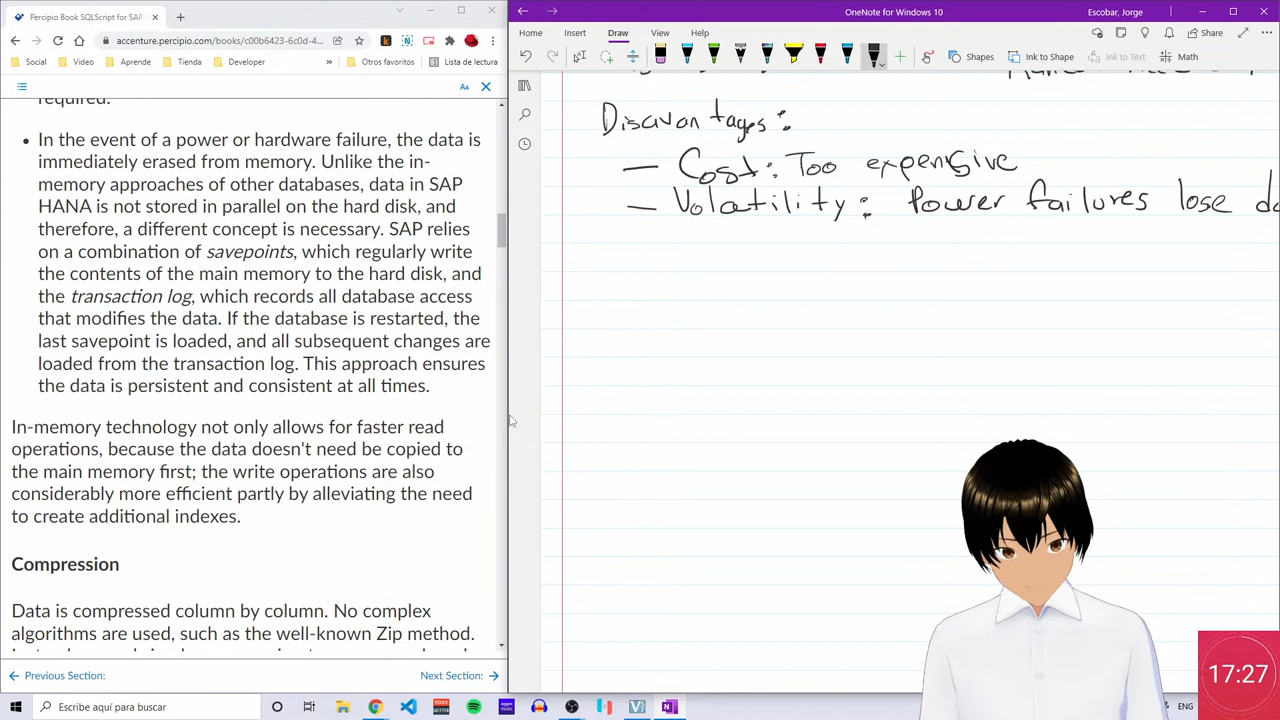 Percipio Book SQLScript for SAP
accenture.percipio.com/books/c00b6423-6c0d-4...
Social
Video
Aprende
Tienda
Developer
»
Otros favoritos
Lista de lectura
required.
• In the event of a power or hardware failure, the data is
immediately erased from memory. Unlike the in-
memory approaches of other databases, data in SAP
HANA is not stored in parallel on the hard disk, and
therefore, a different concept is necessary. SAP relies
on a combination of savepoints, which regularly write
the contents of the main memory to the hard disk, and
the transaction log, which records all database access
that modifies the data. If the database is restarted, the
last savepoint is loaded, and all subsequent changes are
loaded from the transaction log. This approach ensures
the data is persistent and consistent at all times.
In-memory technology not only allows for faster read
operations, because the data doesn't need be copied to
the main memory first; the write operations are also
considerably more efficient partly by alleviating the need
to create additional indexes.
Compression
Data is compressed column by column. No complex
algorithms are used, such as the well-known Zip method.
Previous Section:
Next Section:
OneNote for Windows 10
Escobar, Jorge
Home
Insert
Draw
View
Help
Share
Shapes
Ink to Shape
Ink to Text
Math
Disavantages:
— Cost: Too expensive
— Volatility: Power failures lose da
17:27
Escribe aquí para buscar
ENG